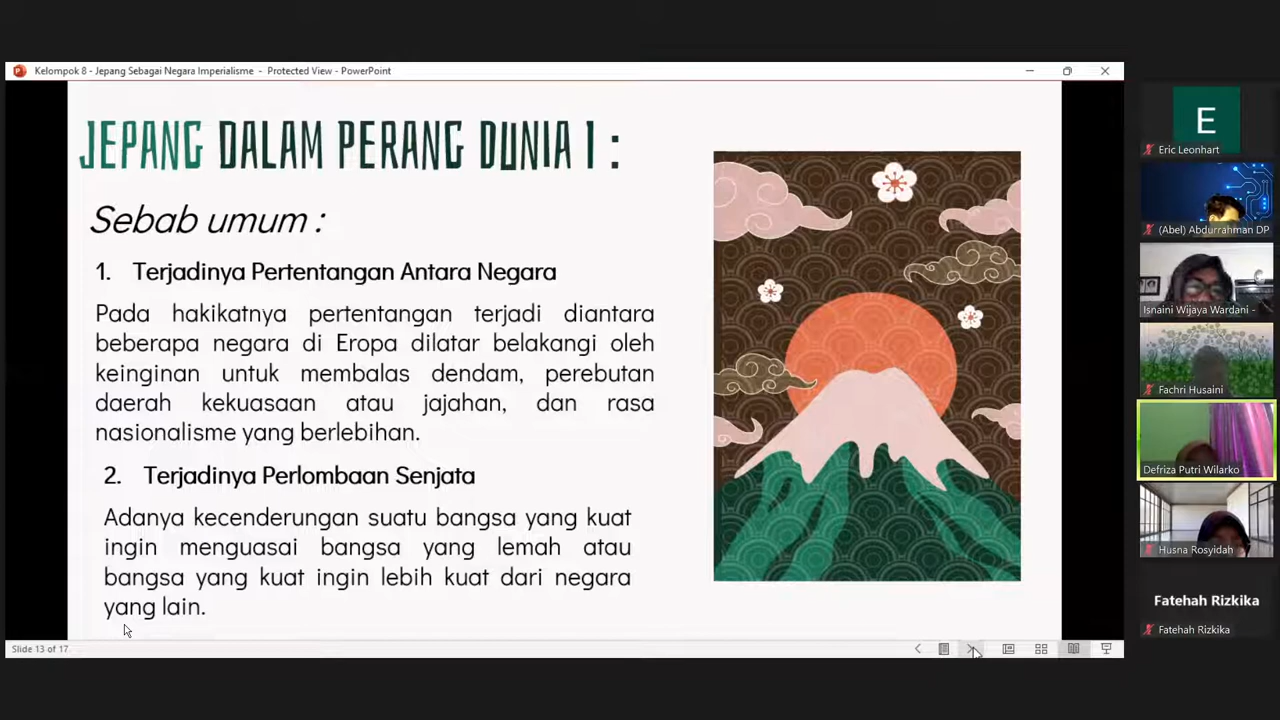 Kelompok 8 - Jepang Sebagai Negara Imperialisme - Protected View - PowerPoint
JEPANG DALAM PERANG DUNIA 1 :
Sebab umum :
1. Terjadinya Pertentangan Antara Negara
Pada hakikatnya pertentangan terjadi diantara
beberapa negara di Eropa dilatar belakangi oleh
keinginan untuk membalas dendam, perebutan
daerah kekuasaan atau jajahan, dan rasa
nasionalisme yang berlebihan.
2. Terjadinya Perlombaan Senjata
Adanya kecenderungan suatu bangsa yang kuat
ingin menguasai bangsa yang lemah atau
bangsa yang kuat ingin lebih kuat dari negara
yang lain.
Slide 13 of 17
E
Eric Leonhart
(Abel) Abdurrahman DP
Isnaini Wijaya Wardani -
Fachri Husaini
Defriza Putri Wilarko
Husna Rosyidah
Fatehah Rizkika
Fatehah Rizkika